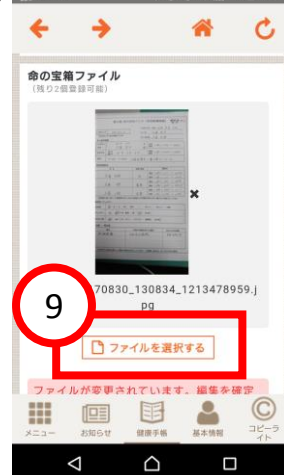 命の宝箱ファイル
(残り2個登録可能)
70830_130834_1213478959.j
pg
9
ファイルを選択する
ファイルが変更されています。編集を確定
メニュー
お知らせ
健康手帳
基本情報
コピーラ
イト